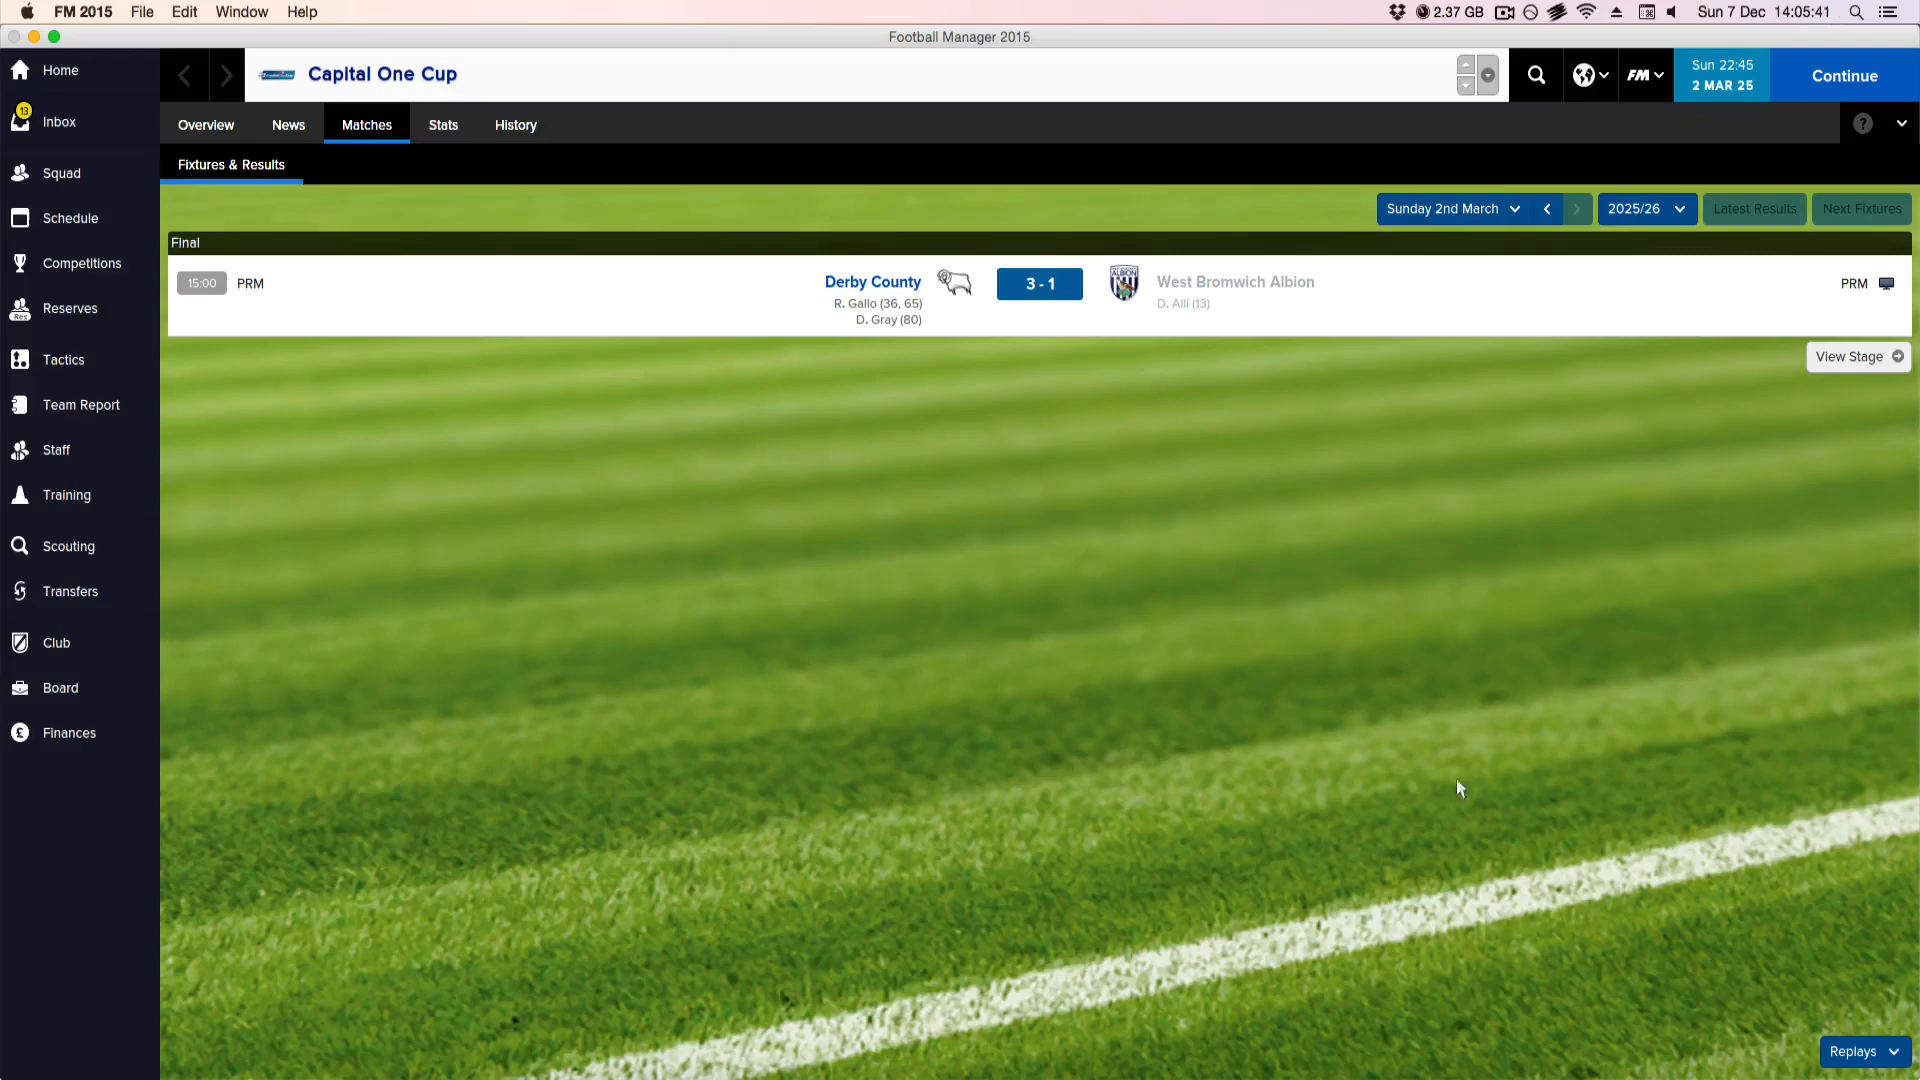 FM 2015 File Edit Window Help 2.37 GB Sun 7 Dec 14:05:41
Football Manager 2015
Home
13
Inbox
Squad
Schedule
Competitions
Res
Reserves
Tactics
Team Report
Staff
Training
Scouting
Transfers
Club
Board
£
Finances
Capital One Cup
FM
Sun 22:45
2 MAR 25
Continue
Overview News Matches Stats History ?
Fixtures & Results
Sunday 2nd March 2025/26 Latest Results Next Fixtures
Final
15:00 PRM Derby County 3 - 1 ALBION West Bromwich Albion PRM
R. Gallo (36, 65) D. Alli (13)
D. Gray (80)
View Stage
Replays